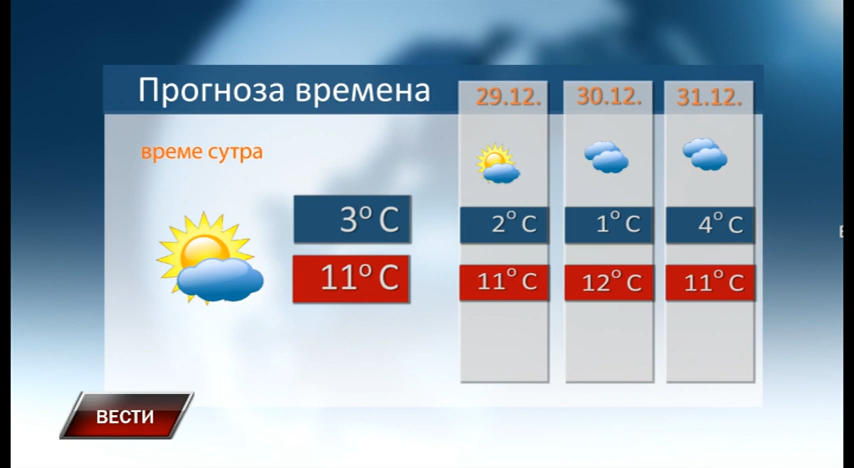 Прогноза времена
време сутра
3° C
11° C
29.12.
2° C
11° C
30.12.
1° C
12° C
31.12.
4° C
11° C
ВЕСТИ